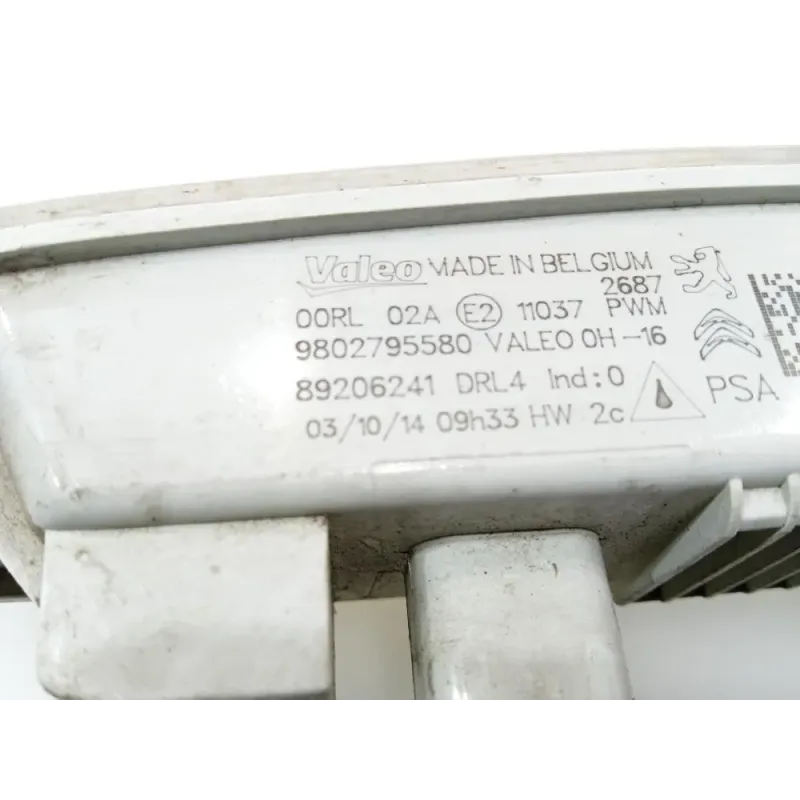 Valeo MADE IN BELGIUM
2687
00RL 02A E2 11037 PWM
9802795580 VALEO 0H-16
89206241 DRL4 Ind:0
PSA
03/10/14 09h33 HW 2c